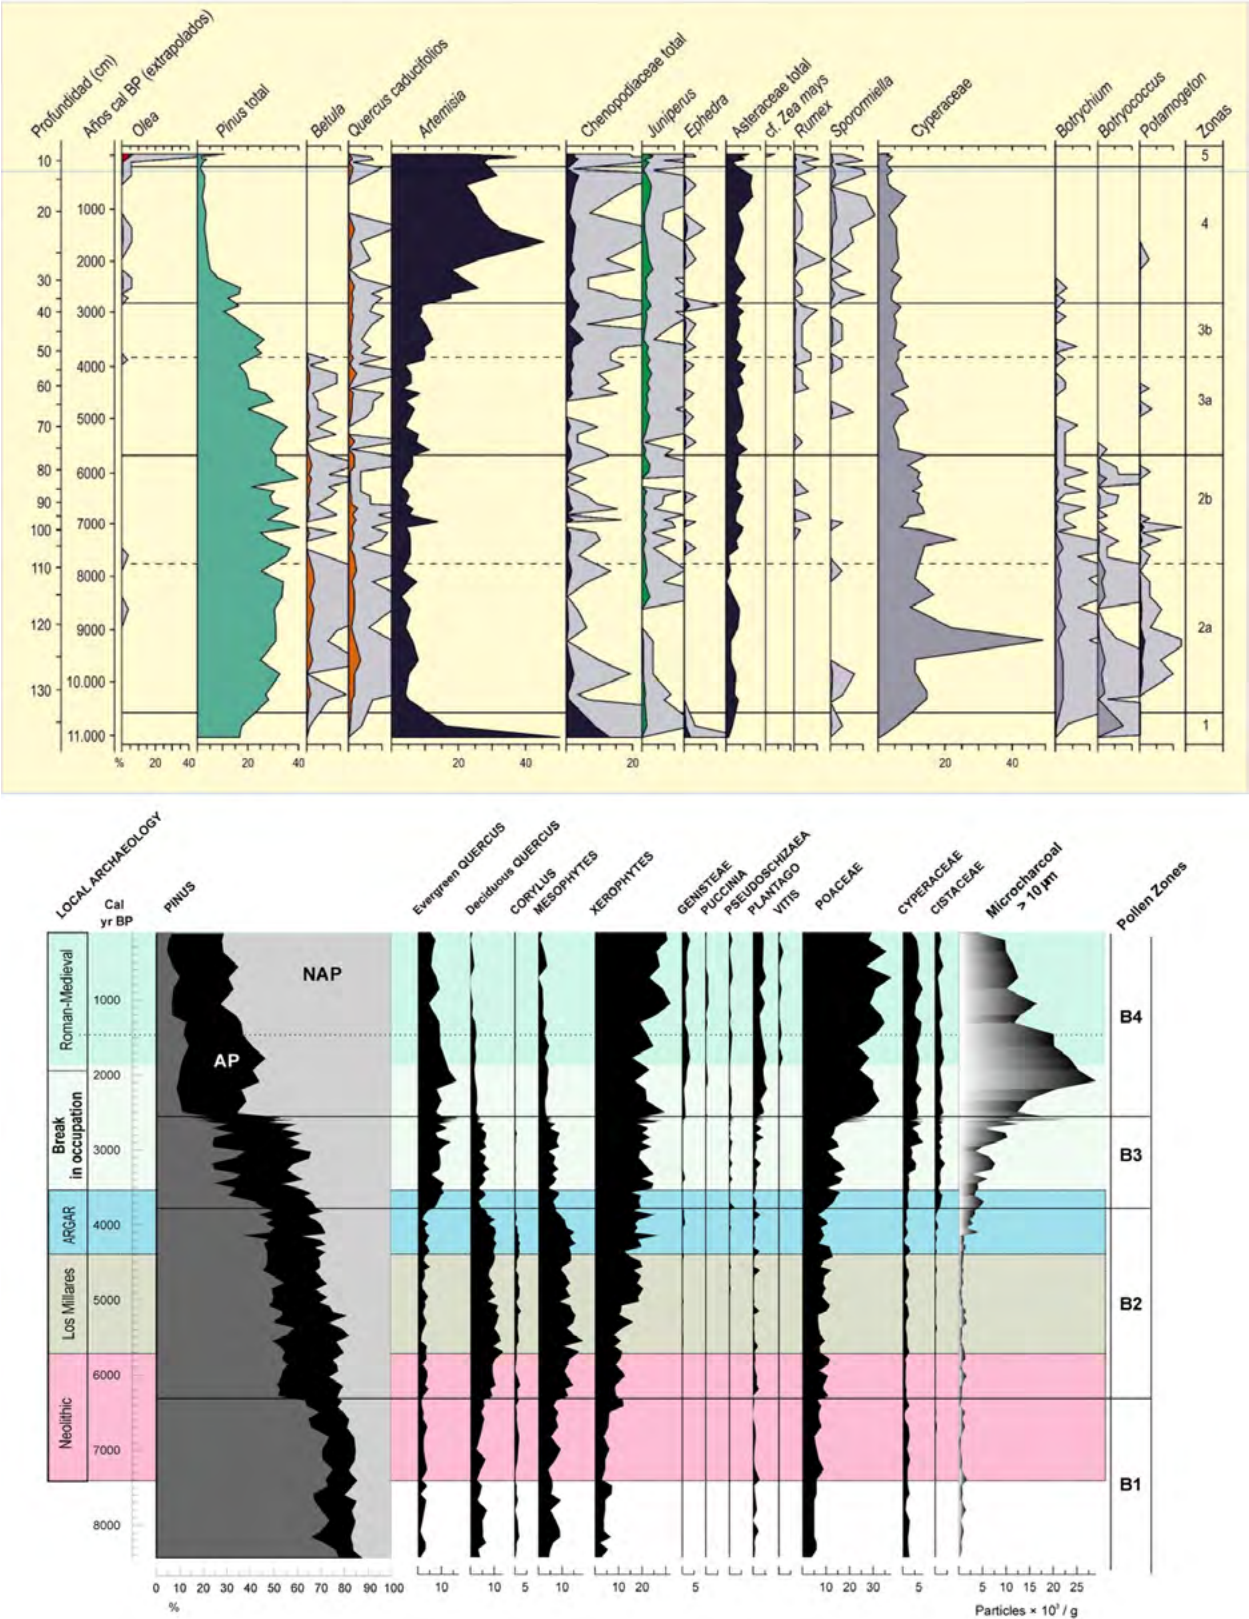 Profundidad (cm)
Años cal BP (extrapolados)
Olea
Pinus total
Betula
Quercus caducifolios
Artemisia
Chenopodiaceae total
Juniperus
Ephedra
Asteraceae total
cf. Zea mays
Rumex
Sporormiella
Cyperaceae
Botrychium
Botryococcus
Potamogeton
Zonas
10
20
30
40
50
60
70
80
90
100
110
120
130
1000
2000
3000
4000
5000
6000
7000
8000
9000
10.000
11.000
5
4
3b
3a
2b
2a
1
% 20 40 20 40 20 40 20 20 40
LOCAL ARCHAEOLOGY
Cal
yr BP
PINUS
Evergreen QUERCUS
Deciduous QUERCUS
CORYLUS
MESOPHYTES
XEROPHYTES
GENISTEAE
PUCCINIA
PSEUDOSCHIZAEA
PLANTAGO
VITIS
POACEAE
CYPERACEAE
CISTACEAE
Microcharcoal
> 10 µm
Pollen Zones
Roman-Medieval
Break
in occupation
ARGAR
Los Millares
Neolithic
1000
2000
3000
4000
5000
6000
7000
8000
NAP
AP
B4
B3
B2
B1
0 10 20 30 40 50 60 70 80 90 100 10 10 5 10 10 20 5 5 10 20 30 5 5 10 15 20 25
%
Particles × 10³ / g